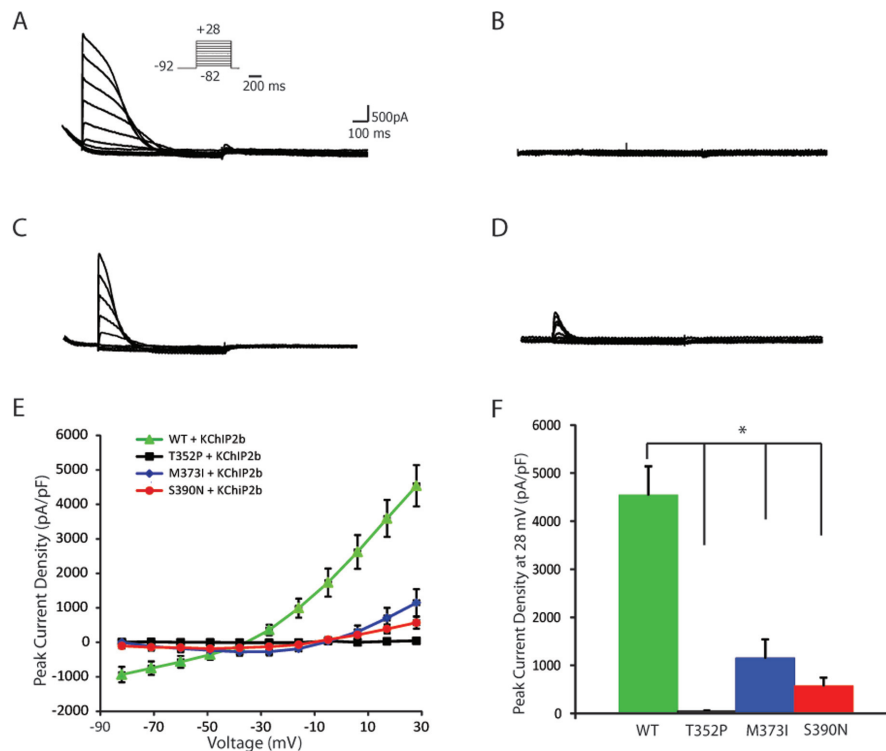 A
+28
-92
-82
200 ms
500pA
100 ms
B
C
D
E
Peak Current Density (pA/pF)
6000
5000
4000
3000
2000
1000
0
-1000
-2000
-90
-70
-50
-30
-10
10
30
Voltage (mV)
WT + KChIP2b
T352P + KChIP2b
M373I + KChIP2b
S390N + KChiP2b
F
Peak Current Density at 28 mV (pA/pF)
6000
5000
4000
3000
2000
1000
0
*
WT
T352P
M373I
S390N